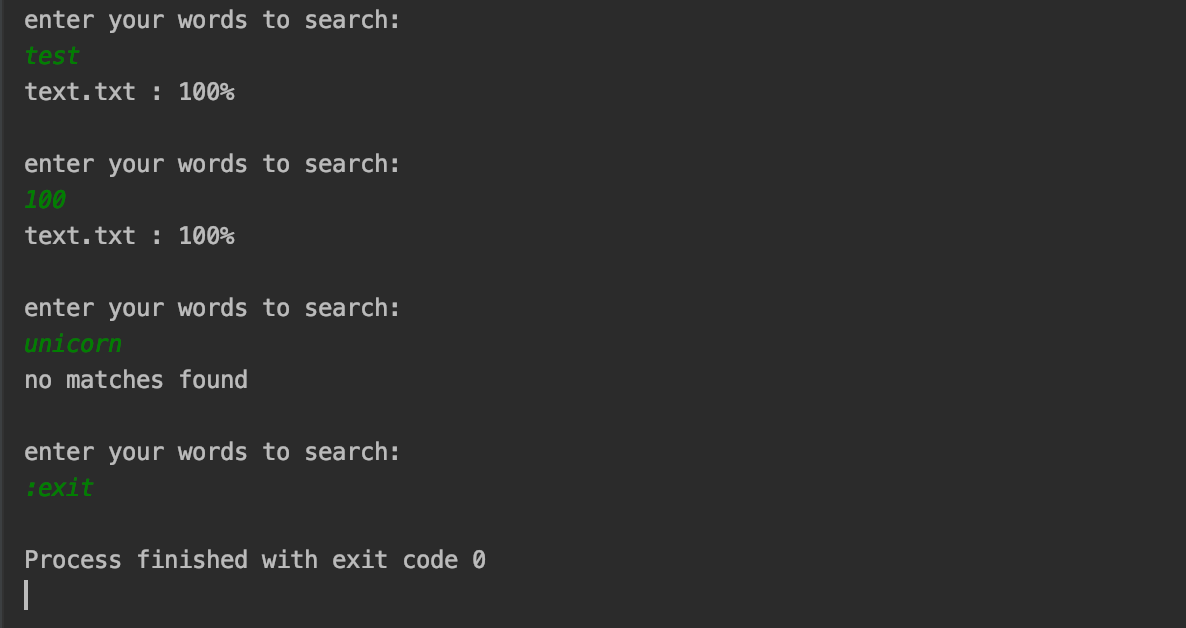 enter your words to search:
test
text.txt : 100%
enter your words to search:
100
text.txt : 100%
enter your words to search:
unicorn
no matches found
enter your words to search:
:exit
Process finished with exit code 0